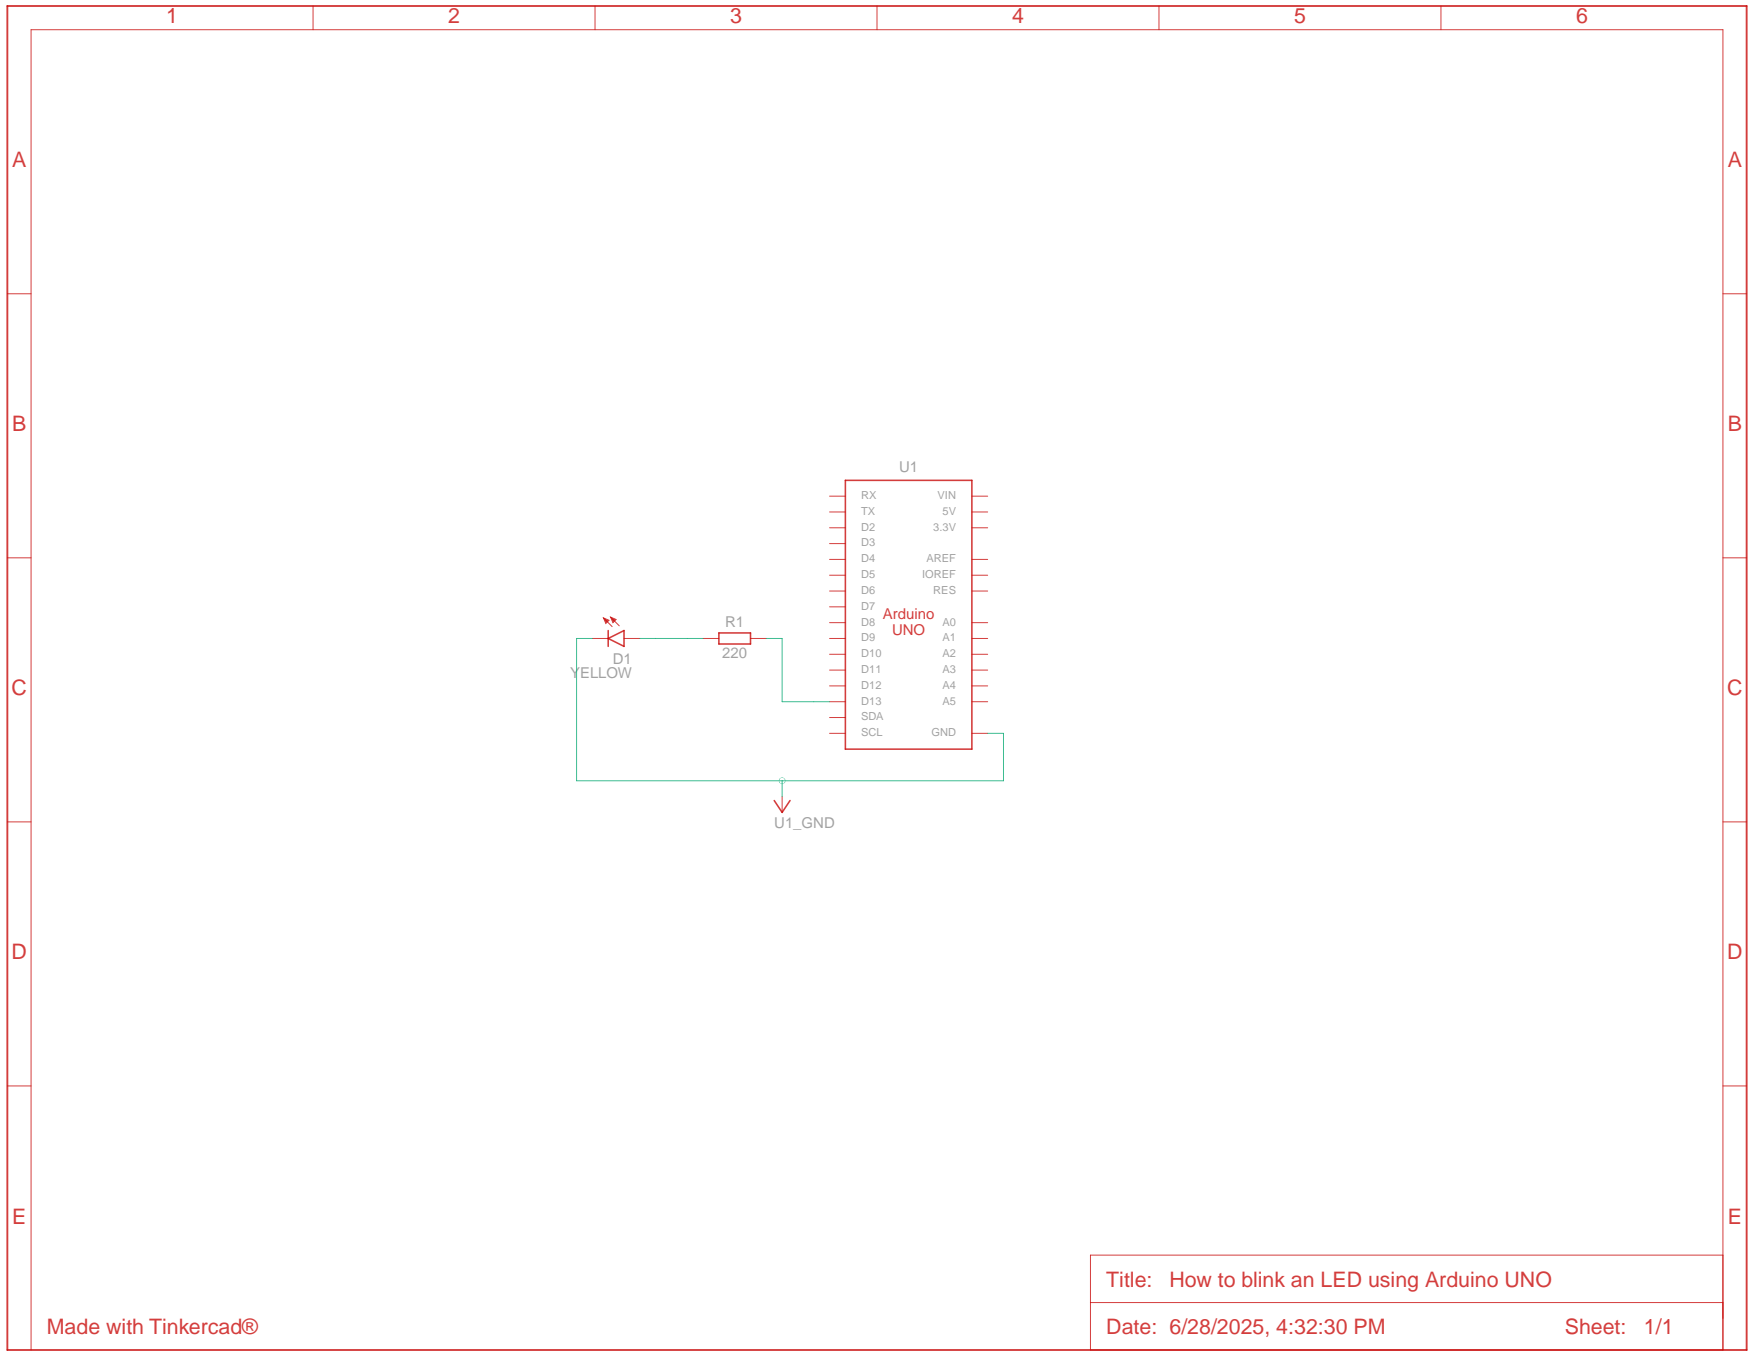 1 2 3 4 5 6
A A
B B
U1
RX VIN
TX 5V
D2 3.3V
D3
D4 AREF
D5 IOREF
D6 RES
D7
Arduino
UNO
D8 A0
D9 A1
D10 A2
D11 A3
D12 A4
D13 A5
SDA
SCL GND
R1
220
D1
YELLOW
C C
U1_GND
D D
E E
Title: How to blink an LED using Arduino UNO
Made with Tinkercad®
Date: 6/28/2025, 4:32:30 PM Sheet: 1/1